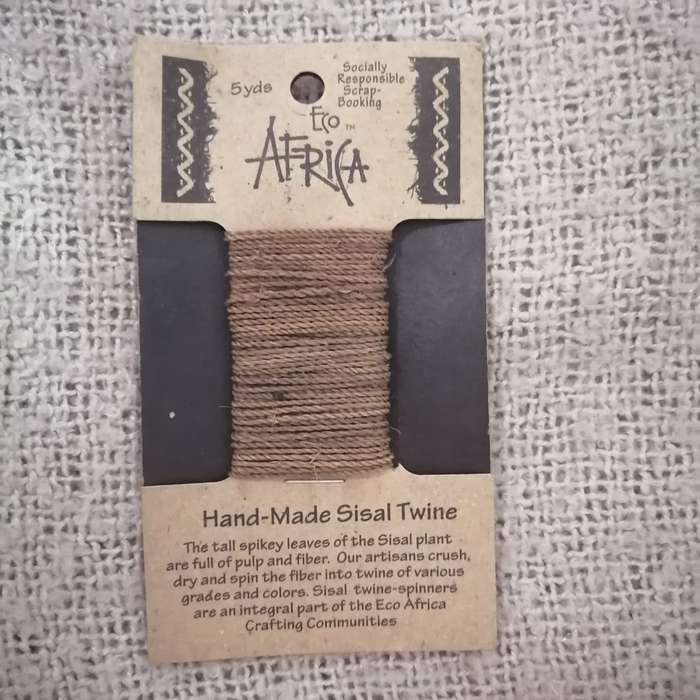 5 yds
Socially
Responsible
Scrap-
Booking
Eco ™
AFRICA
Hand-Made Sisal Twine
The tall spikey leaves of the Sisal plant
are full of pulp and fiber. Our artisans crush,
dry and spin the fiber into twine of various
grades and colors. Sisal twine-spinners
are an integral part of the Eco Africa
Crafting Communities